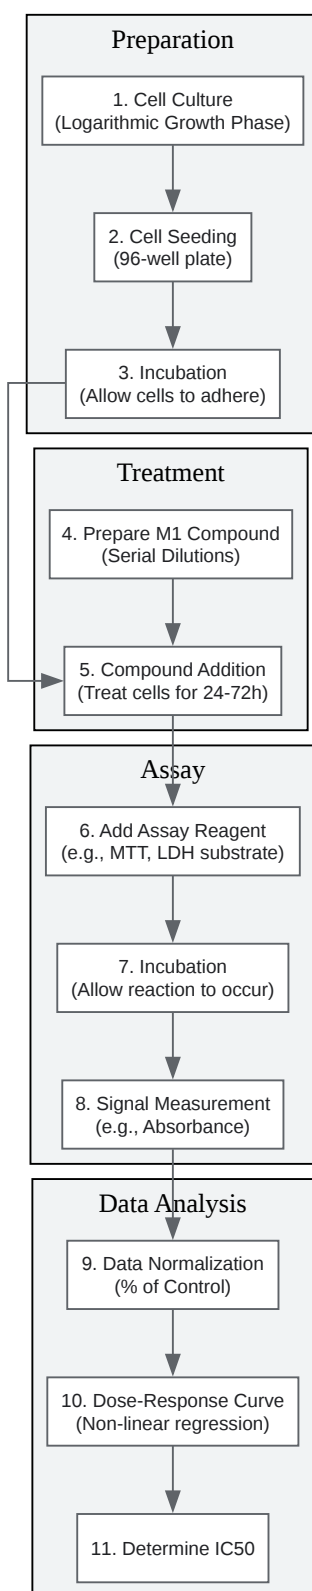 Preparation
1. Cell Culture
(Logarithmic Growth Phase)
2. Cell Seeding
(96-well plate)
3. Incubation
(Allow cells to adhere)
Treatment
4. Prepare M1 Compound
(Serial Dilutions)
5. Compound Addition
(Treat cells for 24-72h)
Assay
6. Add Assay Reagent
(e.g., MTT, LDH substrate)
7. Incubation
(Allow reaction to occur)
8. Signal Measurement
(e.g., Absorbance)
Data Analysis
9. Data Normalization
(% of Control)
10. Dose-Response Curve
(Non-linear regression)
11. Determine IC50